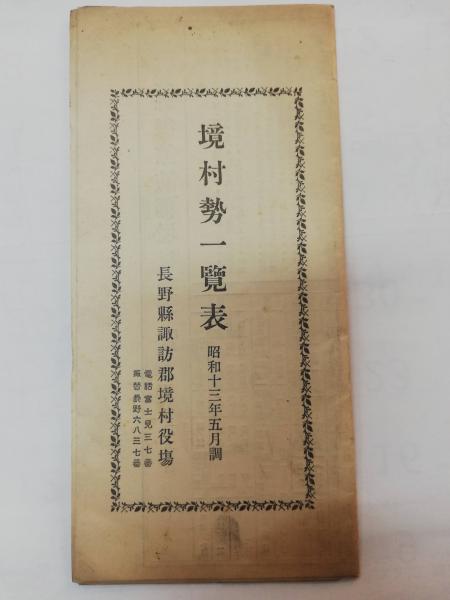 境村勢一覽表
昭和十三年五月調
長野縣諏訪郡境村役場
電話富士見三七番
振替長野六八三七番